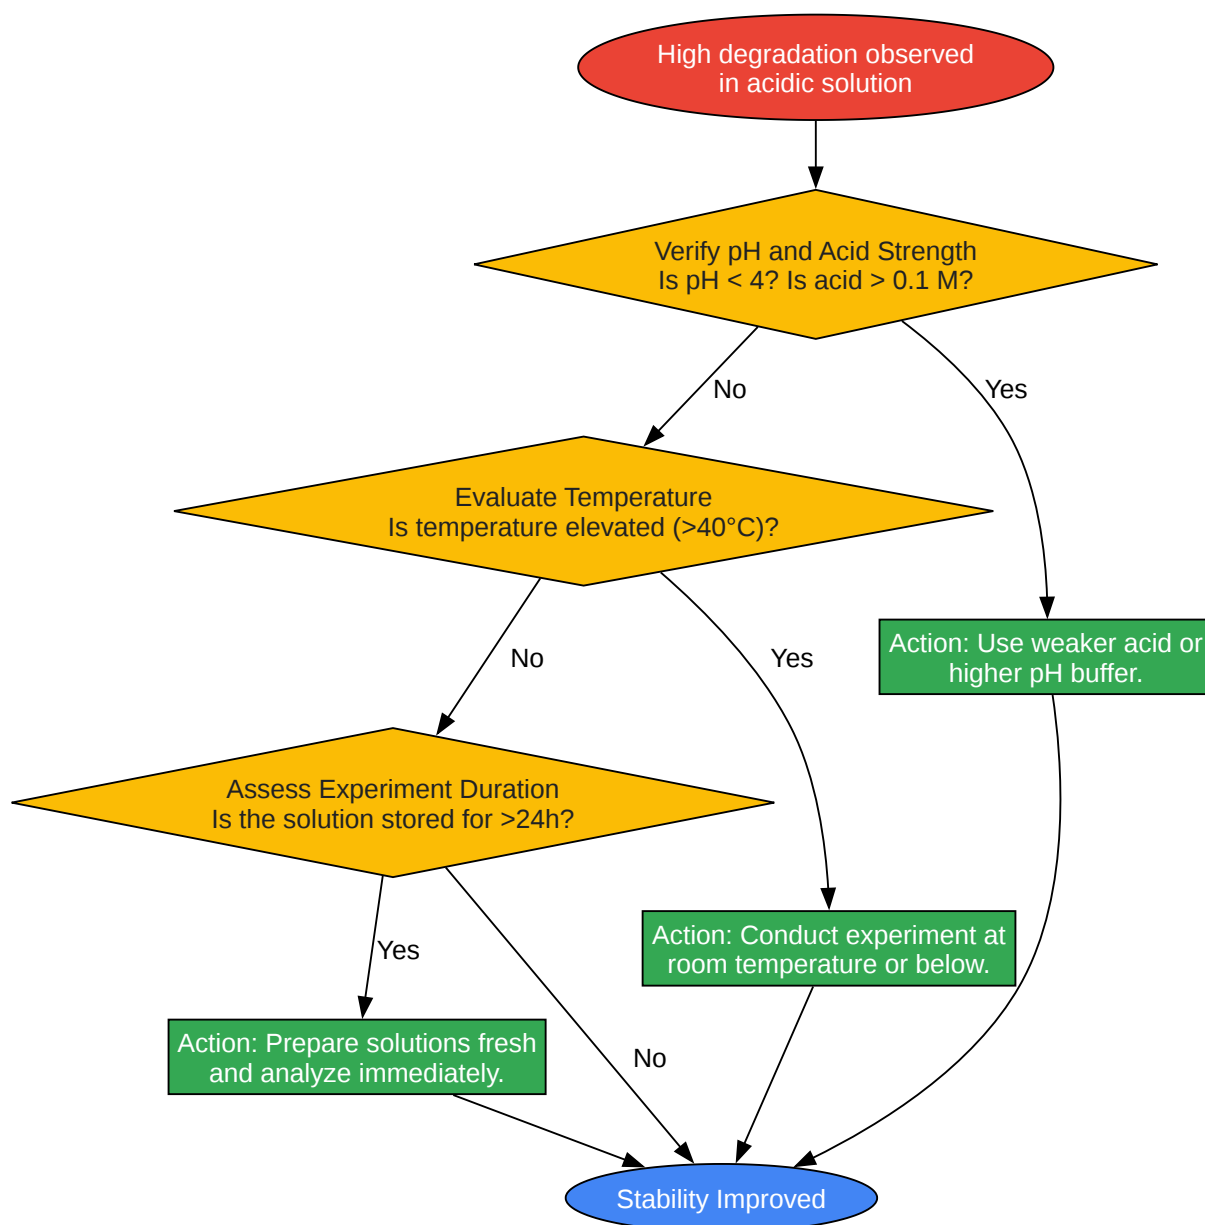 High degradation observed
in acidic solution
Verify pH and Acid Strength
Is pH < 4? Is acid > 0.1 M?
No
Yes
Evaluate Temperature
Is temperature elevated (>40°C)?
No
Yes
Action: Use weaker acid or
higher pH buffer.
Assess Experiment Duration
Is the solution stored for >24h?
Yes
Action: Conduct experiment at
room temperature or below.
Action: Prepare solutions fresh
and analyze immediately.
No
Stability Improved